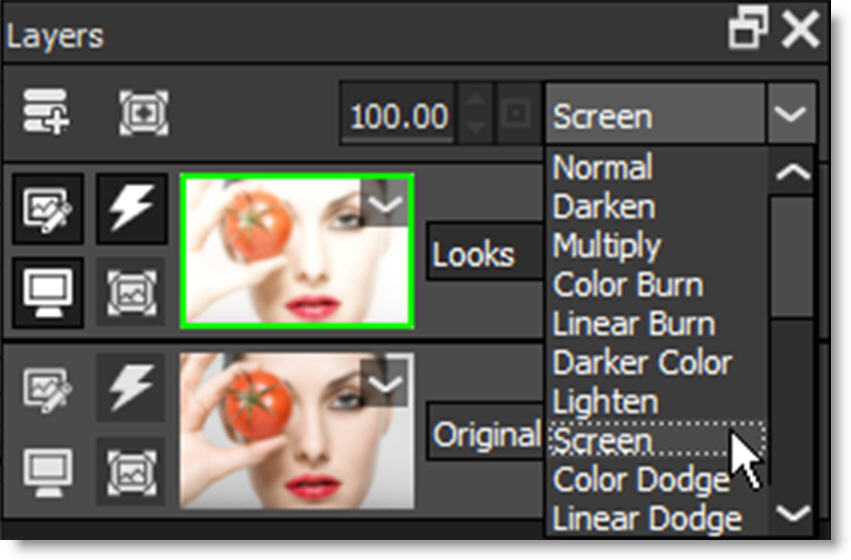 Layers
100.00
Screen
Normal
Darken
Multiply
Color Burn
Linear Burn
Darker Color
Lighten
Screen
Color Dodge
Linear Dodge
Looks
Original